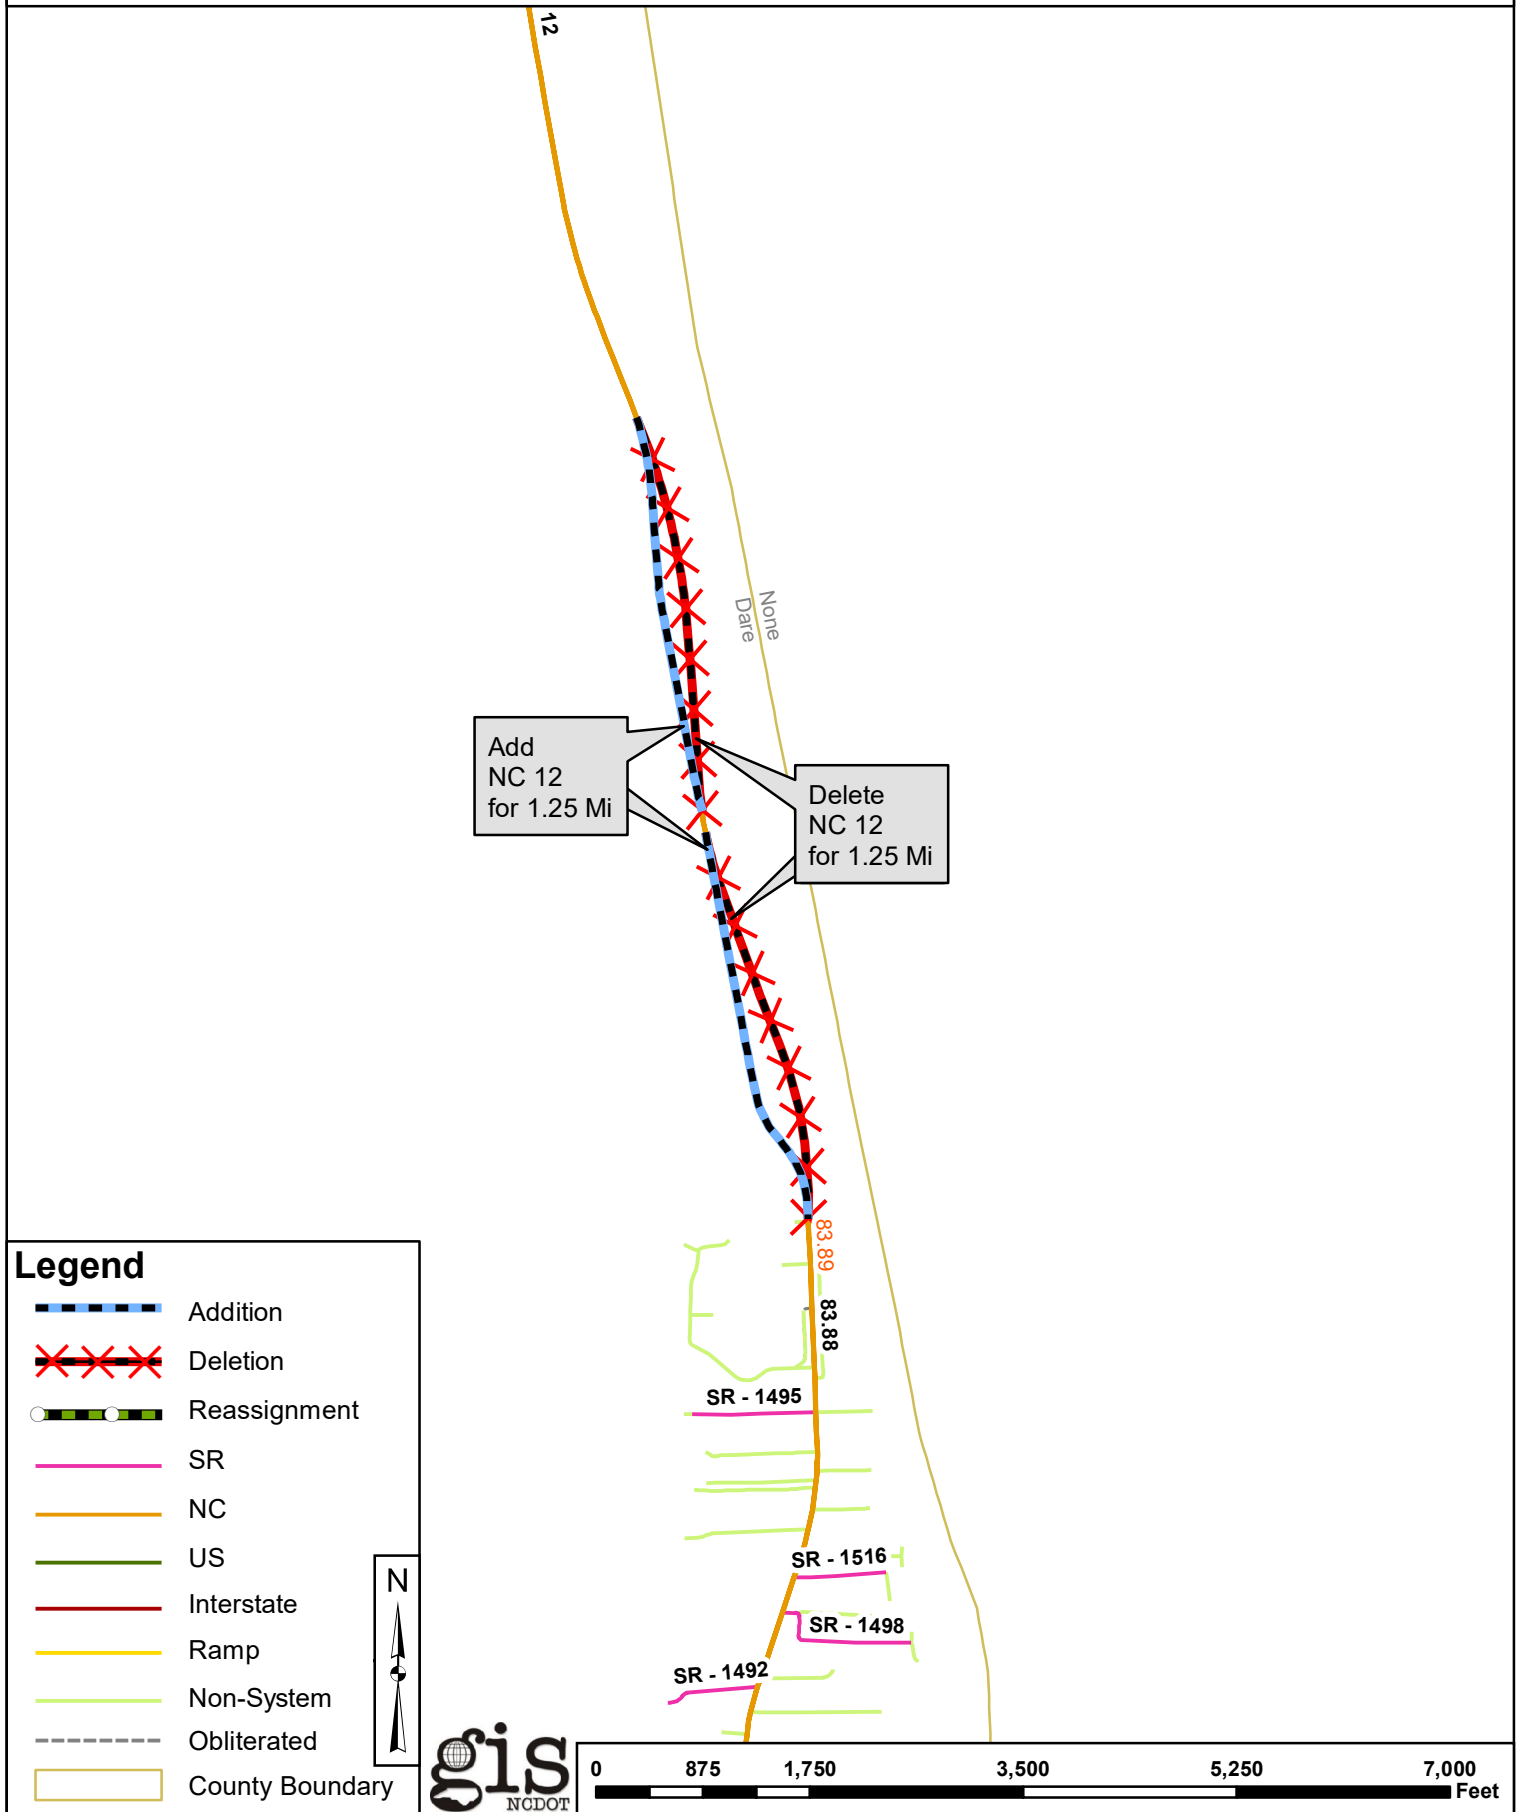 12
None
Dare
Add
NC 12
for 1.25 Mi
Delete
NC 12
for 1.25 Mi
83.89
83.88
SR - 1495
SR - 1516
SR - 1498
SR - 1492
Legend
Addition
Deletion
Reassignment
SR
NC
US
Interstate
Ramp
Non-System
Obliterated
County Boundary
N
gis
NCDOT
0 875 1,750 3,500 5,250 7,000
Feet